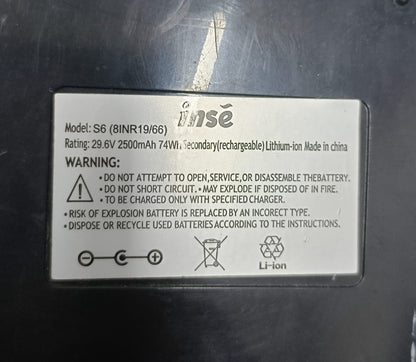 insē
Model: S6 (8INR19/66)
Rating: 29.6V 2500mAh 74Wh Secondary(rechargeable) Lithium-ion Made in china
WARNING:
• DO NOT ATTEMPT TO OPEN,SERVICE,OR DISASSEMBLE THEBATTERY.
• DO NOT SHORT CIRCUIT. • MAY EXPLODE IF DISPOSED OF IN FIRE.
• TO BE CHARGED ONLY WITH SPECIFIED CHARGER.
• RISK OF EXPLOSION BATTERY IS REPLACED BY AN INCORECT TYPE.
• DISPOSE OR RECYCLE USED BATTERIES ACCORDING TO THE INSTRUCTIONS.
Li-ion